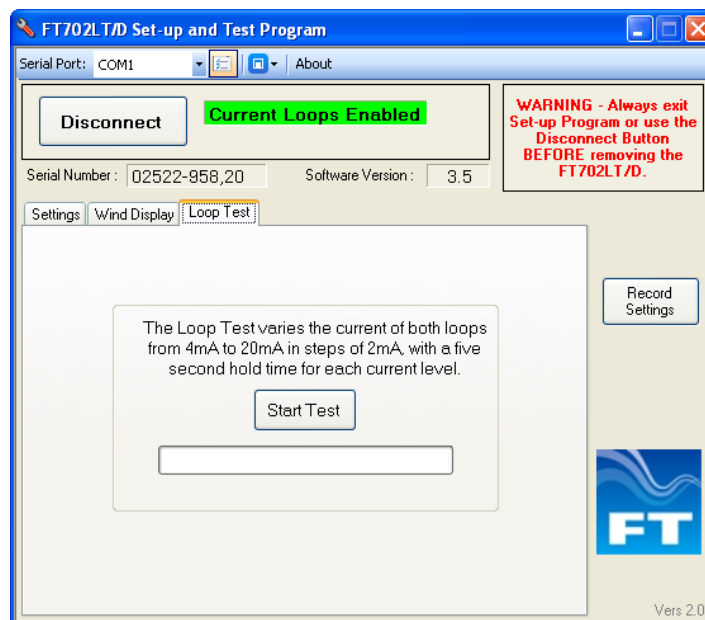 FT702LT/D Set-up and Test Program
Serial Port: COM1 About
Disconnect
Current Loops Enabled
WARNING - Always exit
Set-up Program or use the
Disconnect Button
BEFORE removing the
FT702LT/D.
Serial Number : 02522-958,20 Software Version : 3.5
Settings Wind Display Loop Test
The Loop Test varies the current of both loops
from 4mA to 20mA in steps of 2mA, with a five
second hold time for each current level.
Start Test
Record
Settings
FT
Vers 2.0